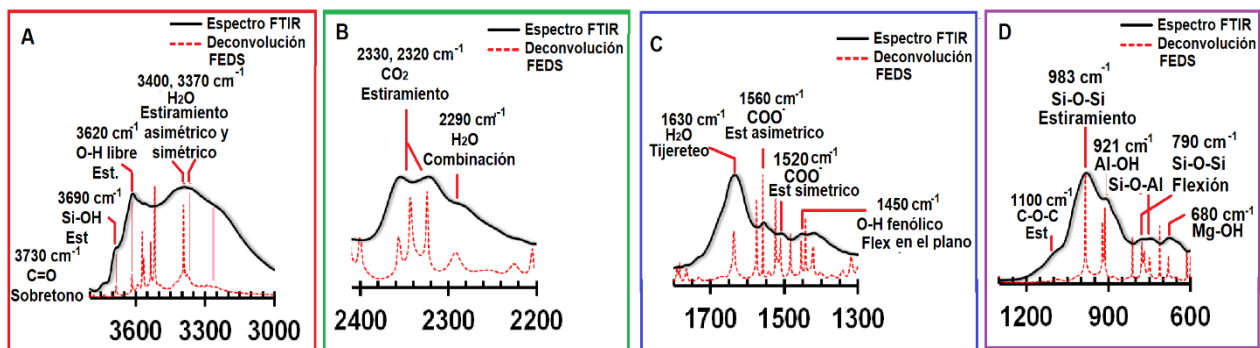 A
Espectro FTIR
Deconvolución
FEDS
3400, 3370 cm⁻¹
H₂O
Estiramiento
asimétrico y
simétrico
3620 cm⁻¹
O-H libre
Est.
3690 cm⁻¹
Si-OH
Est
3730 cm⁻¹
C=O
Sobretono
3600 3300 3000
B
Espectro FTIR
Deconvolución
FEDS
2330, 2320 cm⁻¹
CO₂
Estiramiento
2290 cm⁻¹
H₂O
Combinación
2400 2300 2200
C
Espectro FTIR
Deconvolución
FEDS
1630 cm⁻¹
H₂O
Tijereteo
1560 cm⁻¹
COO⁻
Est asimetrico
1520 cm⁻¹
COO⁻
Est simetrico
1450 cm⁻¹
O-H fenólico
Flex en el plano
1700 1500 1300
D
Espectro FTIR
Deconvolución
FEDS
983 cm⁻¹
Si-O-Si
Estiramiento
921 cm⁻¹
Al-OH
Si-O-Al
790 cm⁻¹
Si-O-Si
Flexión
1100 cm⁻¹
C-O-C
Est
680 cm⁻¹
Mg-OH
1200 900 600